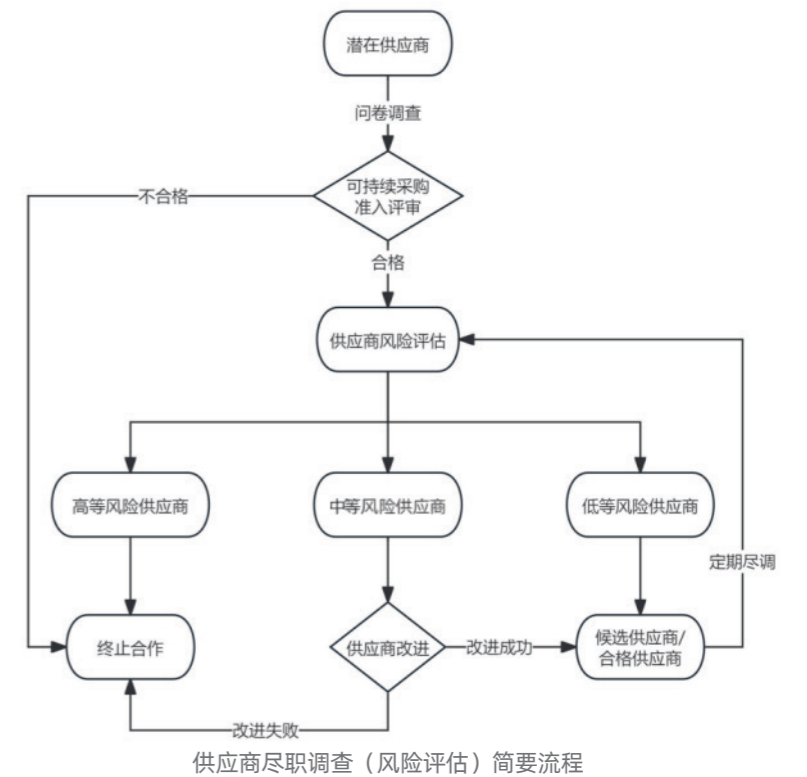 潜在供应商
问卷调查
可持续采购
准入评审
不合格
合格
供应商风险评估
高等风险供应商
中等风险供应商
低等风险供应商
定期尽调
终止合作
供应商改进
改进成功
候选供应商/
合格供应商
改进失败
供应商尽职调查（风险评估）简要流程